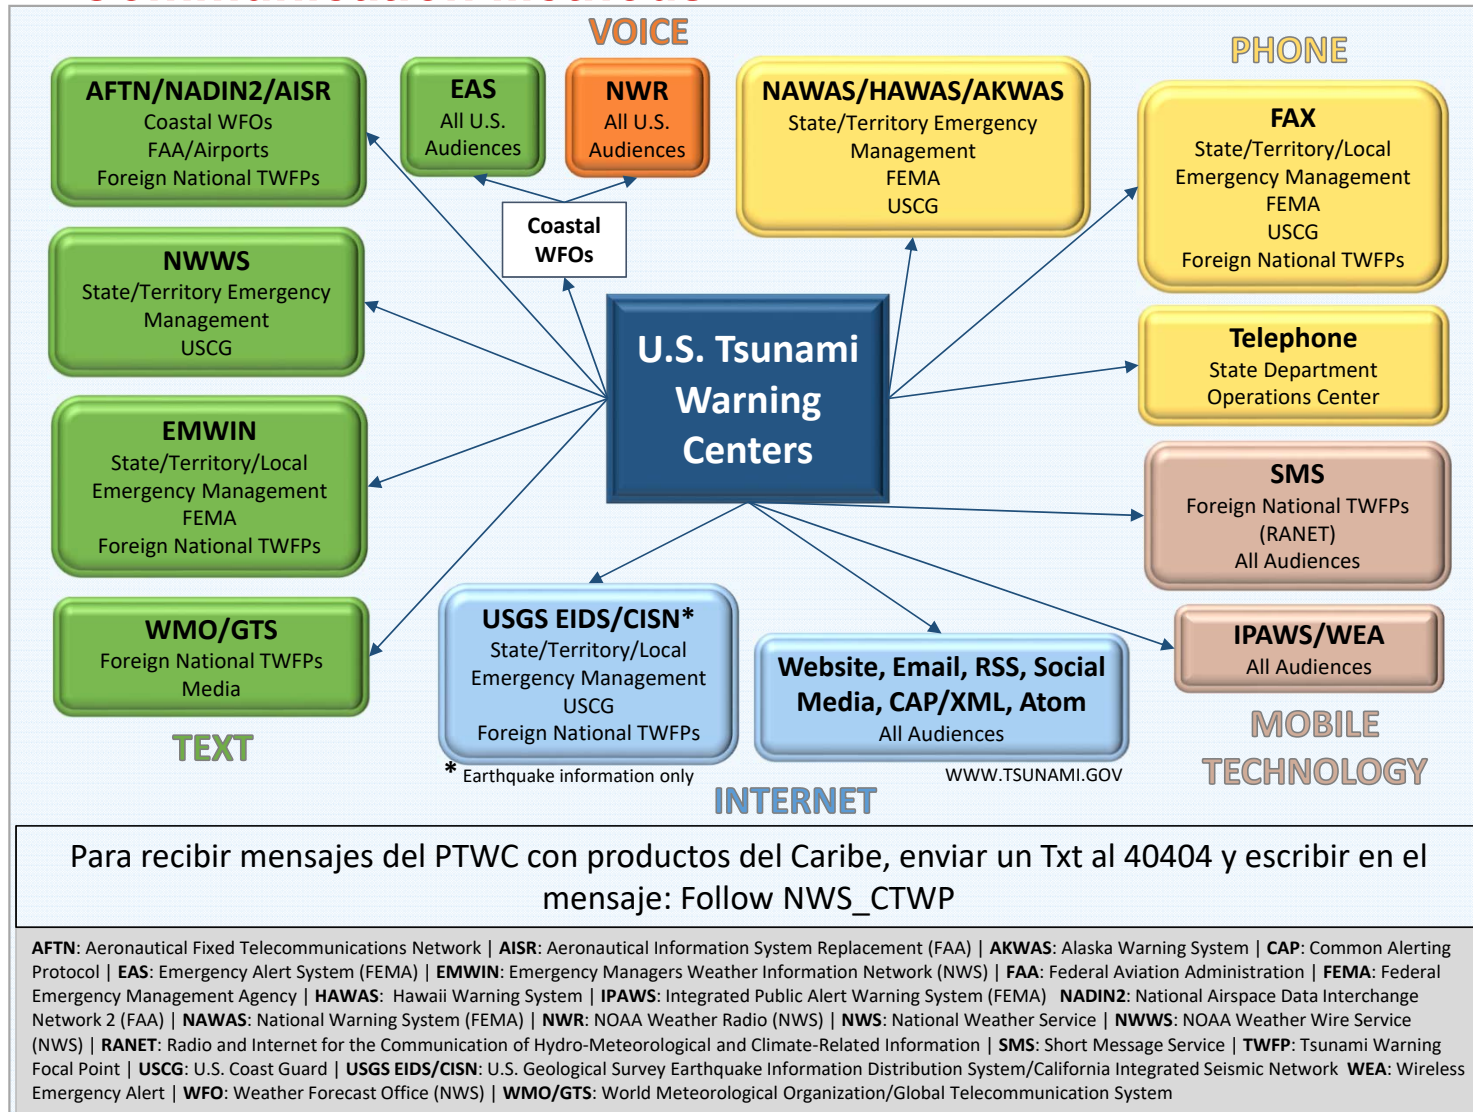 Communication Methods
VOICE
PHONE
AFTN/NADIN2/AISR
Coastal WFOs
FAA/Airports
Foreign National TWFPs
EAS
All U.S.
Audiences
NWR
All U.S.
Audiences
NAWAS/HAWAS/AKWAS
State/Territory Emergency
Management
FEMA
USCG
FAX
State/Territory/Local
Emergency Management
FEMA
USCG
Foreign National TWFPs
Coastal
WFOs
NWWS
State/Territory Emergency
Management
USCG
U.S. Tsunami
Warning
Centers
Telephone
State Department
Operations Center
EMWIN
State/Territory/Local
Emergency Management
FEMA
Foreign National TWFPs
SMS
Foreign National TWFPs
(RANET)
All Audiences
WMO/GTS
Foreign National TWFPs
Media
USGS EIDS/CISN*
State/Territory/Local
Emergency Management
USCG
Foreign National TWFPs
Website, Email, RSS, Social
Media, CAP/XML, Atom
All Audiences
IPAWS/WEA
All Audiences
TEXT
* Earthquake information only
WWW.TSUNAMI.GOV
MOBILE
TECHNOLOGY
INTERNET
Para recibir mensajes del PTWC con productos del Caribe, enviar un Txt al 40404 y escribir en el
mensaje: Follow NWS_CTWP
AFTN: Aeronautical Fixed Telecommunications Network | AISR: Aeronautical Information System Replacement (FAA) | AKWAS: Alaska Warning System | CAP: Common Alerting
Protocol | EAS: Emergency Alert System (FEMA) | EMWIN: Emergency Managers Weather Information Network (NWS) | FAA: Federal Aviation Administration | FEMA: Federal
Emergency Management Agency | HAWAS: Hawaii Warning System | IPAWS: Integrated Public Alert Warning System (FEMA) NADIN2: National Airspace Data Interchange
Network 2 (FAA) | NAWAS: National Warning System (FEMA) | NWR: NOAA Weather Radio (NWS) | NWS: National Weather Service | NWWS: NOAA Weather Wire Service
(NWS) | RANET: Radio and Internet for the Communication of Hydro-Meteorological and Climate-Related Information | SMS: Short Message Service | TWFP: Tsunami Warning
Focal Point | USCG: U.S. Coast Guard | USGS EIDS/CISN: U.S. Geological Survey Earthquake Information Distribution System/California Integrated Seismic Network WEA: Wireless
Emergency Alert | WFO: Weather Forecast Office (NWS) | WMO/GTS: World Meteorological Organization/Global Telecommunication System